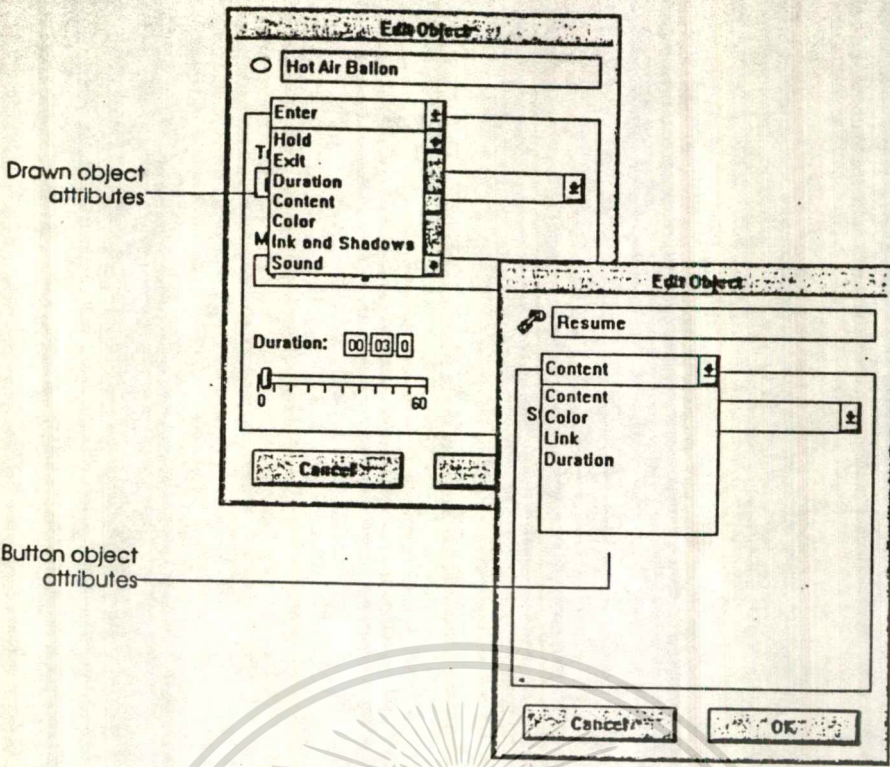 Edit Object
Hot Air Ballon
Enter
Hold
Exit
Duration
Content
Color
Ink and Shadows
Sound
Drawn object
attributes
Duration: 00 03 0
0 60
Cancel
Edit Object
Resume
Content
Content
Color
Link
Duration
Button object
attributes
Cancel
OK